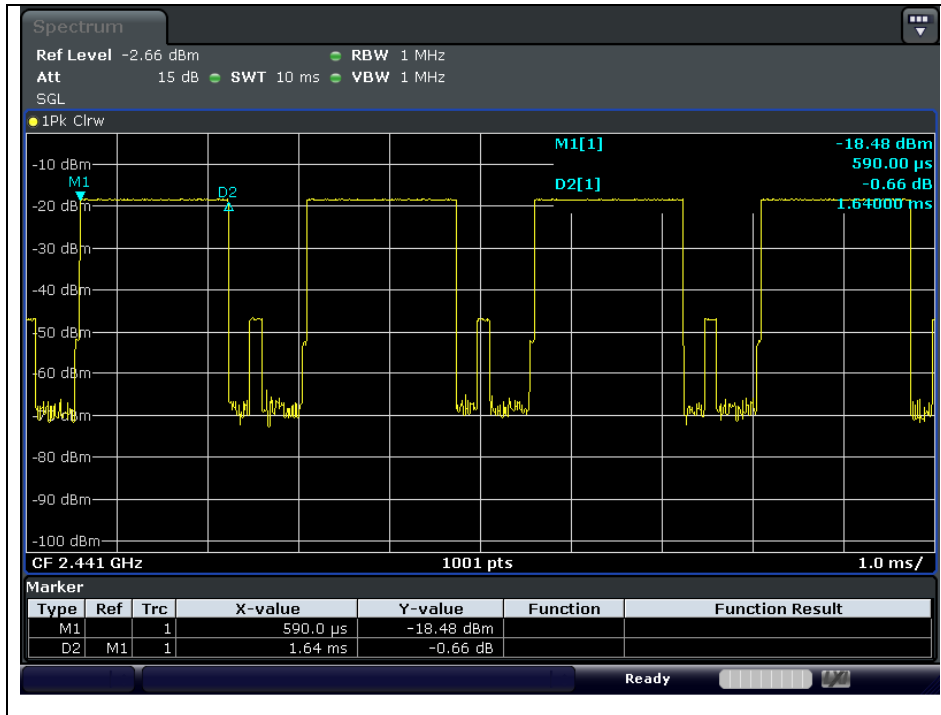 Spectrum
Ref Level -2.66 dBm RBW 1 MHz
Att 15 dB SWT 10 ms VBW 1 MHz
SGL
1Pk Clrw
M1[1] -18.48 dBm
590.00 µs
D2[1] -0.66 dB
1.64000 ms
-10 dBm
M1
D2
-20 dBm
-30 dBm
-40 dBm
-50 dBm
-60 dBm
-80 dBm
-90 dBm
-100 dBm
CF 2.441 GHz 1001 pts 1.0 ms/
Marker
Type Ref Trc X-value Y-value Function Function Result
M1 1 590.0 µs -18.48 dBm
D2 M1 1 1.64 ms -0.66 dB
Ready